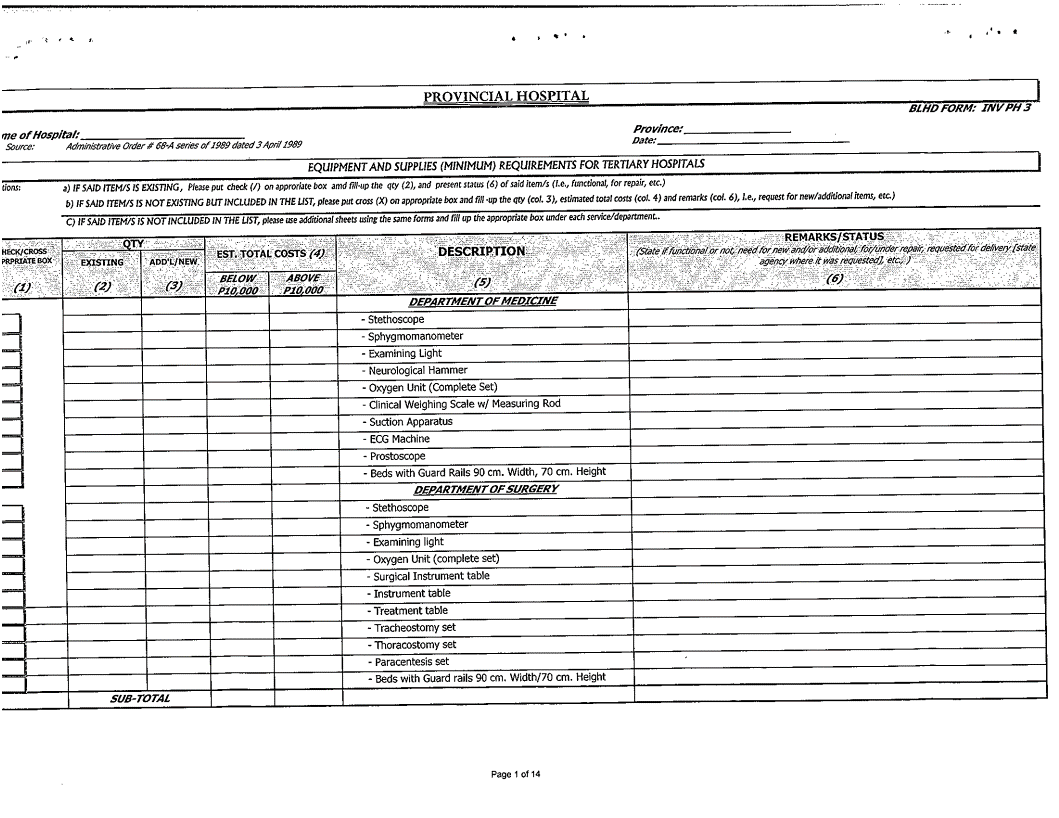 PROVINCIAL HOSPITAL
BLHD FORM: INV PH 3
me of Hospital:
Province:
Source: Administrative Order # 68-A series of 1989 dated 3 April 1989
Date:
EQUIPMENT AND SUPPLIES (MINIMUM) REQUIREMENTS FOR TERTIARY HOSPITALS
tions: a) IF SAID ITEM/S IS EXISTING, Please put check (/) on approriate box amd fill-up the qty (2), and present status (6) of said item/s (I.e., functional, for repair, etc.)
b) IF SAID ITEM/S IS NOT EXISTING BUT INCLUDED IN THE LIST, please put cross (X) on appropriate box and fill -up the qty (col. 3), estimated total costs (col. 4) and remarks (col. 6), I.e., request for new/additional items, etc.)
C) IF SAID ITEM/S IS NOT INCLUDED IN THE LIST, please use additional sheets using the same forms and fill up the appropriate box under each service/department..
HECK/CROSS
PRPRIATE BOX
(1)
QTY
EXISTING
(2)
ADD'L/NEW
(3)
EST. TOTAL COSTS (4)
BELOW
P10,000
ABOVE
P10,000
DESCRIPTION
(5)
REMARKS/STATUS
(State if functional or not, need for new and/or additional, for/under repair, requested for delivery [state
agency where it was requested], etc., )
(6)
DEPARTMENT OF MEDICINE
- Stethoscope
- Sphygmomanometer
- Examining Light
- Neurological Hammer
- Oxygen Unit (Complete Set)
- Clinical Weighing Scale w/ Measuring Rod
- Suction Apparatus
- ECG Machine
- Prostoscope
- Beds with Guard Rails 90 cm. Width, 70 cm. Height
DEPARTMENT OF SURGERY
- Stethoscope
- Sphygmomanometer
- Examining light
- Oxygen Unit (complete set)
- Surgical Instrument table
- Instrument table
- Treatment table
- Tracheostomy set
- Thoracostomy set
- Paracentesis set
- Beds with Guard rails 90 cm. Width/70 cm. Height
SUB-TOTAL
Page 1 of 14